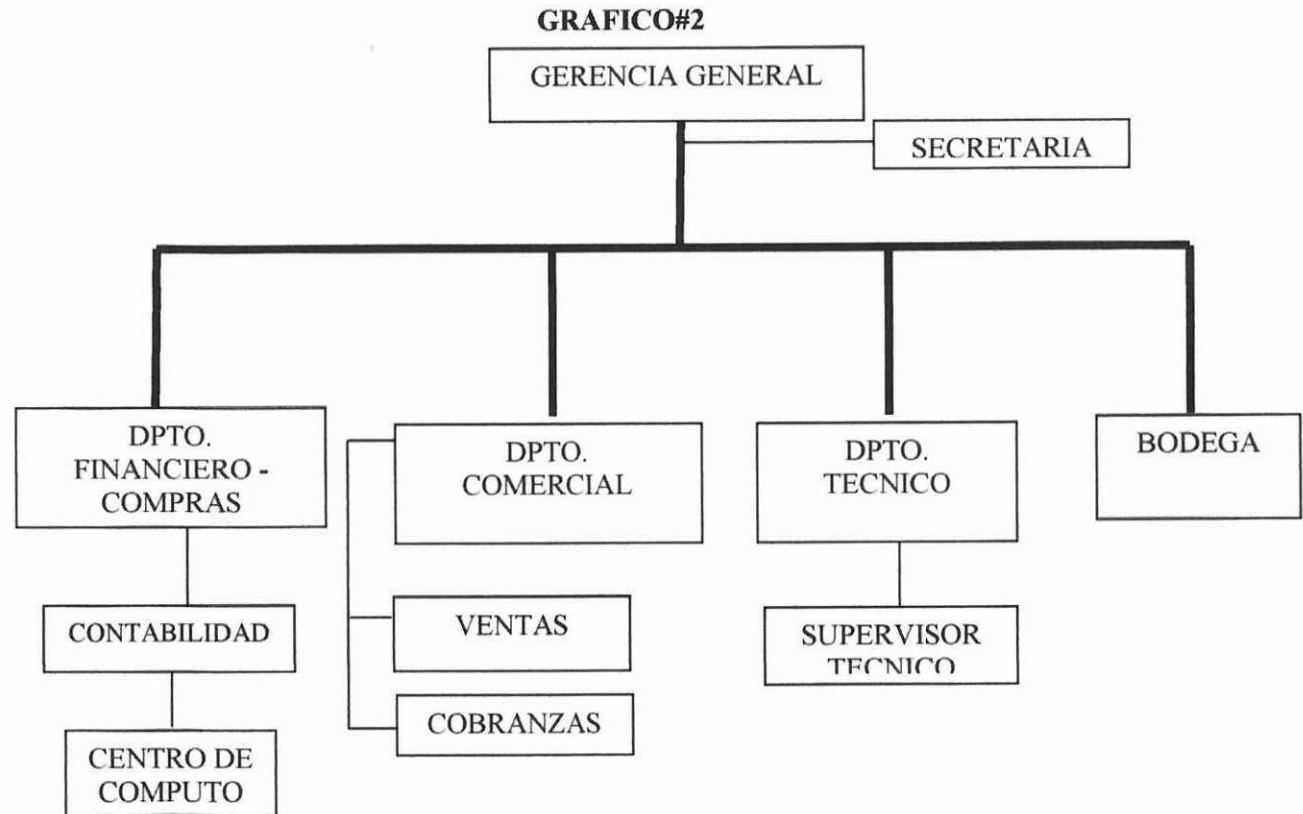 GRAFICO#2
GERENCIA GENERAL
SECRETARIA
DPTO.
FINANCIERO -
COMPRAS
DPTO.
COMERCIAL
DPTO.
TECNICO
BODEGA
CONTABILIDAD
VENTAS
SUPERVISOR
TECNICO
COBRANZAS
CENTRO DE
COMPUTO